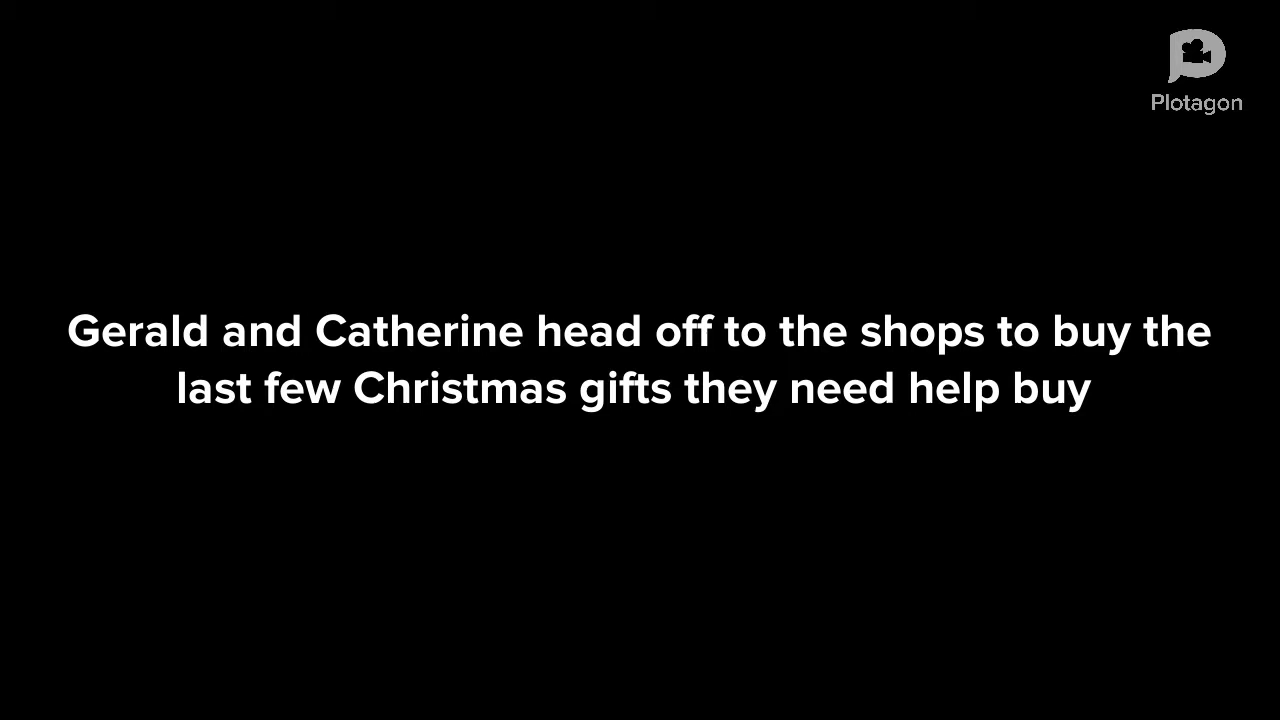 Plotagon
Gerald and Catherine head off to the shops to buy the
last few Christmas gifts they need help buy